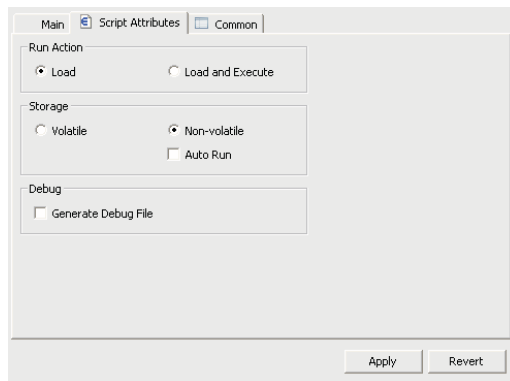 Main Script Attributes Common
Run Action
Load Load and Execute
Storage
Volatile Non-volatile
Auto Run
Debug
Generate Debug File
Apply Revert